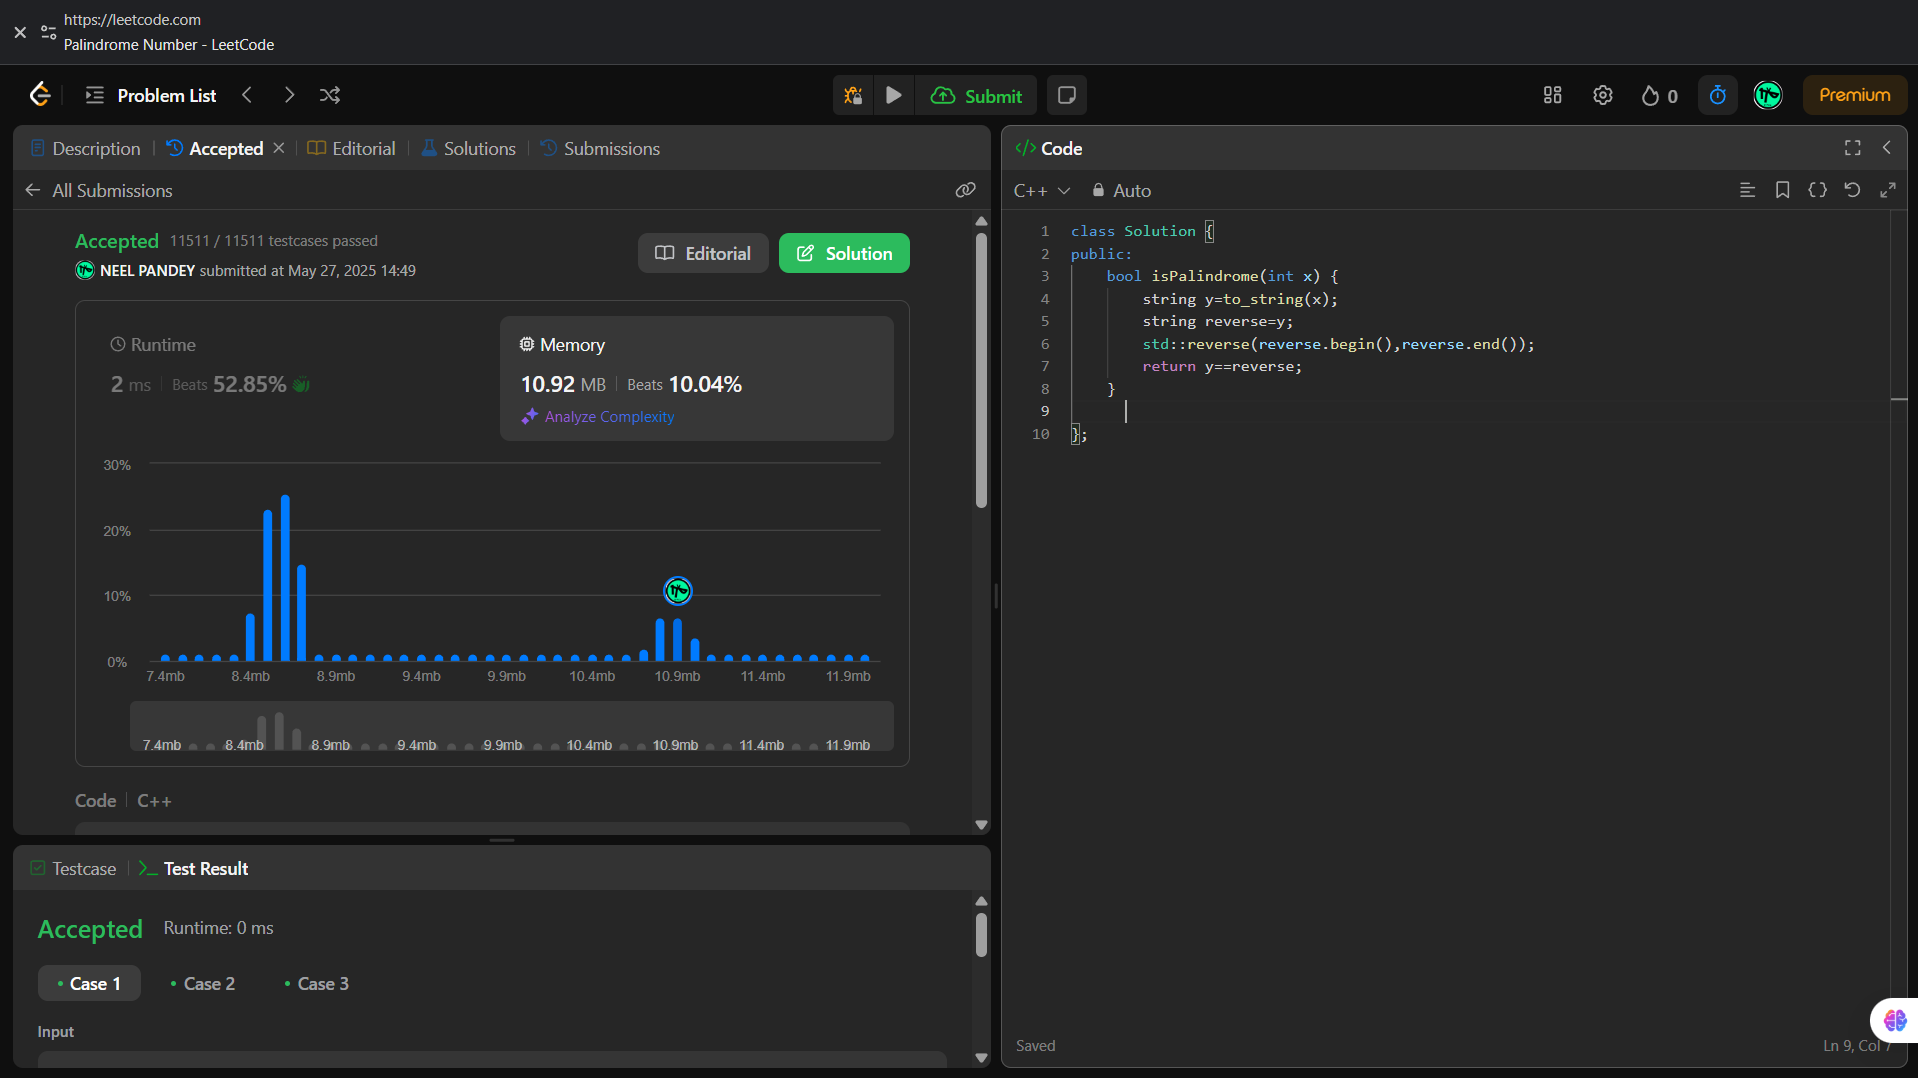 https://leetcode.com
Palindrome Number - LeetCode
Problem List
Submit
0
Premium
Description
Accepted
Editorial
Solutions
Submissions
All Submissions
Accepted 11511 / 11511 testcases passed
NEEL PANDEY submitted at May 27, 2025 14:49
Editorial
Solution
Runtime
2 ms Beats 52.85%
Memory
10.92 MB Beats 10.04%
Analyze Complexity
30%
20%
10%
0%
7.4mb 8.4mb 8.9mb 9.4mb 9.9mb 10.4mb 10.9mb 11.4mb 11.9mb
7.4mb 8.4mb 8.9mb 9.4mb 9.9mb 10.4mb 10.9mb 11.4mb 11.9mb
Code C++
Testcase
>_ Test Result
Accepted Runtime: 0 ms
Case 1 Case 2 Case 3
Input
</> Code
C++ Auto
1 class Solution {
2 public:
3 bool isPalindrome(int x) {
4 string y=to_string(x);
5 string reverse=y;
6 std::reverse(reverse.begin(),reverse.end());
7 return y==reverse;
8 }
9
10 };
Saved
Ln 9, Col 7